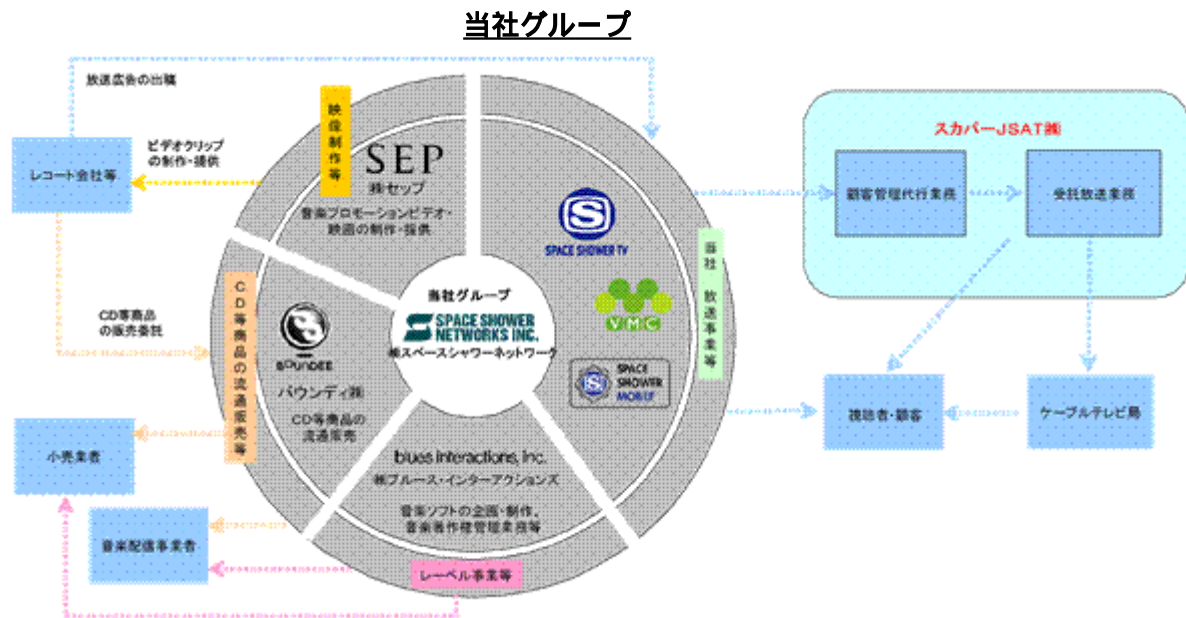 当社グループ
放送広告の出稿
ビデオクリップ
の制作・提供
レコート会社等
CD等商品
の販売委託
小売業者
音楽配信事業者
映像制作等
SEP
㈱セップ
音楽プロモーションビデオ・
映画の制作・提供
CD等商品の流通販売等
BOUNDEE
バウンディ㈱
CD等商品の
流通販売
当社グループ
SPACE SHOWER
NETWORKS INC.
㈱スペースシャワーネットワーク
blues interactions, inc.
㈱ブルース・インターアクションズ
音楽ソフトの企画・制作、
音楽著作権管理業務等
レーベル事業等
SPACE SHOWER TV
VMC
SPACE
SHOWER
MOBILE
当社 放送事業等
スカパーJSAT㈱
顧客管理代行業務
受託放送業務
視聴者・顧客
ケーブルテレビ局